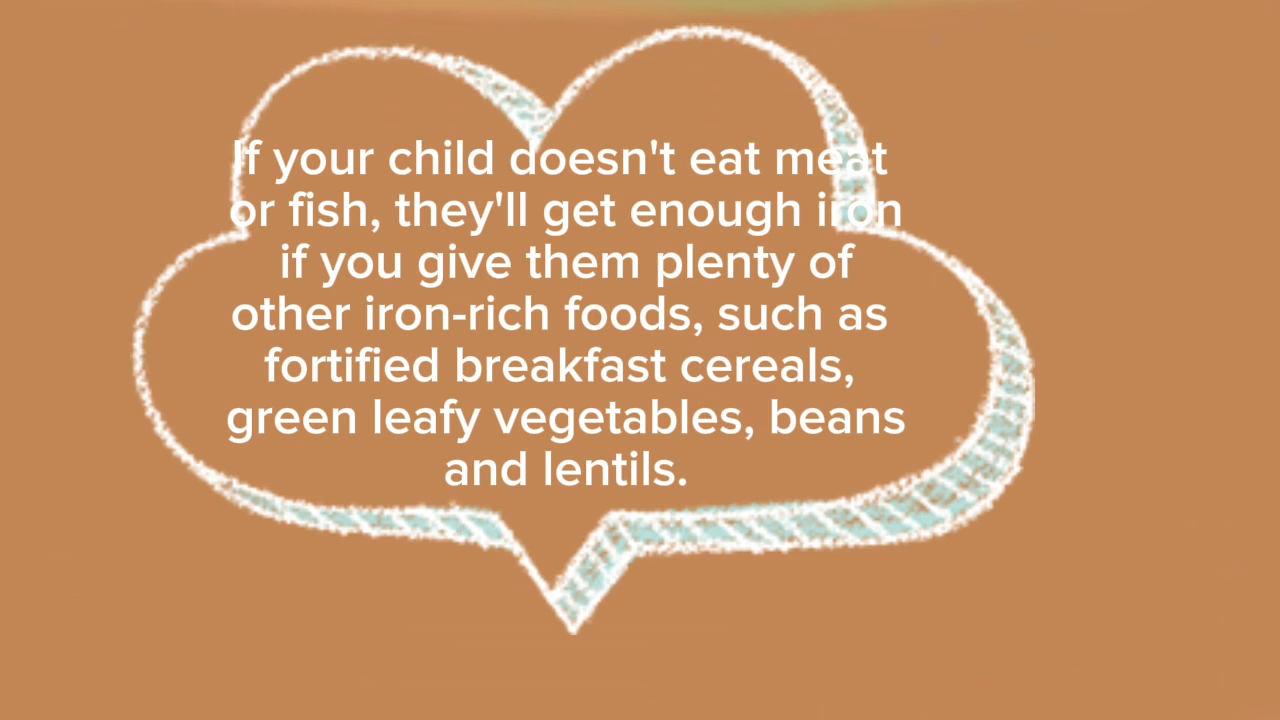 If your child doesn't eat meat
or fish, they'll get enough iron
if you give them plenty of
other iron-rich foods, such as
fortified breakfast cereals,
green leafy vegetables, beans
and lentils.